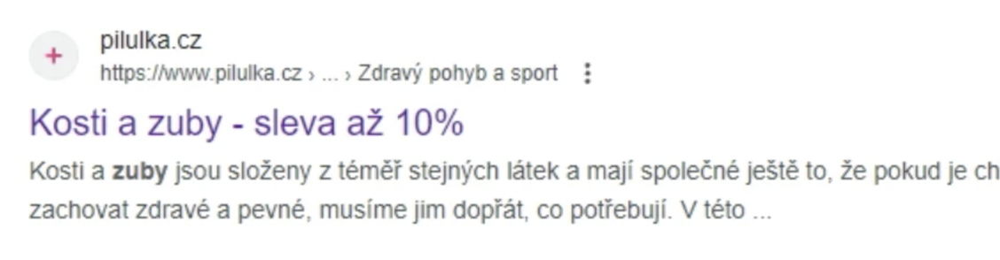 pilulka.cz
https://www.pilulka.cz › ... › Zdravý pohyb a sport
Kosti a zuby - sleva až 10%
Kosti a zuby jsou složeny z téměř stejných látek a mají společné ještě to, že pokud je ch
zachovat zdravé a pevné, musíme jim dopřát, co potřebují. V této ...